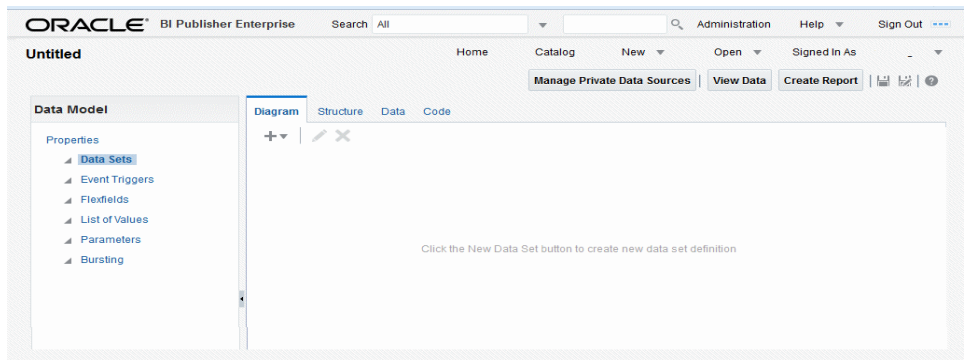 ORACLE® BI Publisher Enterprise Search All Administration Help Sign Out
Untitled Home Catalog New Open Signed In As
Manage Private Data Sources View Data Create Report
Data Model
Diagram Structure Data Code
Properties
Data Sets
Event Triggers
Flexfields
List of Values
Parameters
Bursting
Click the New Data Set button to create new data set definition